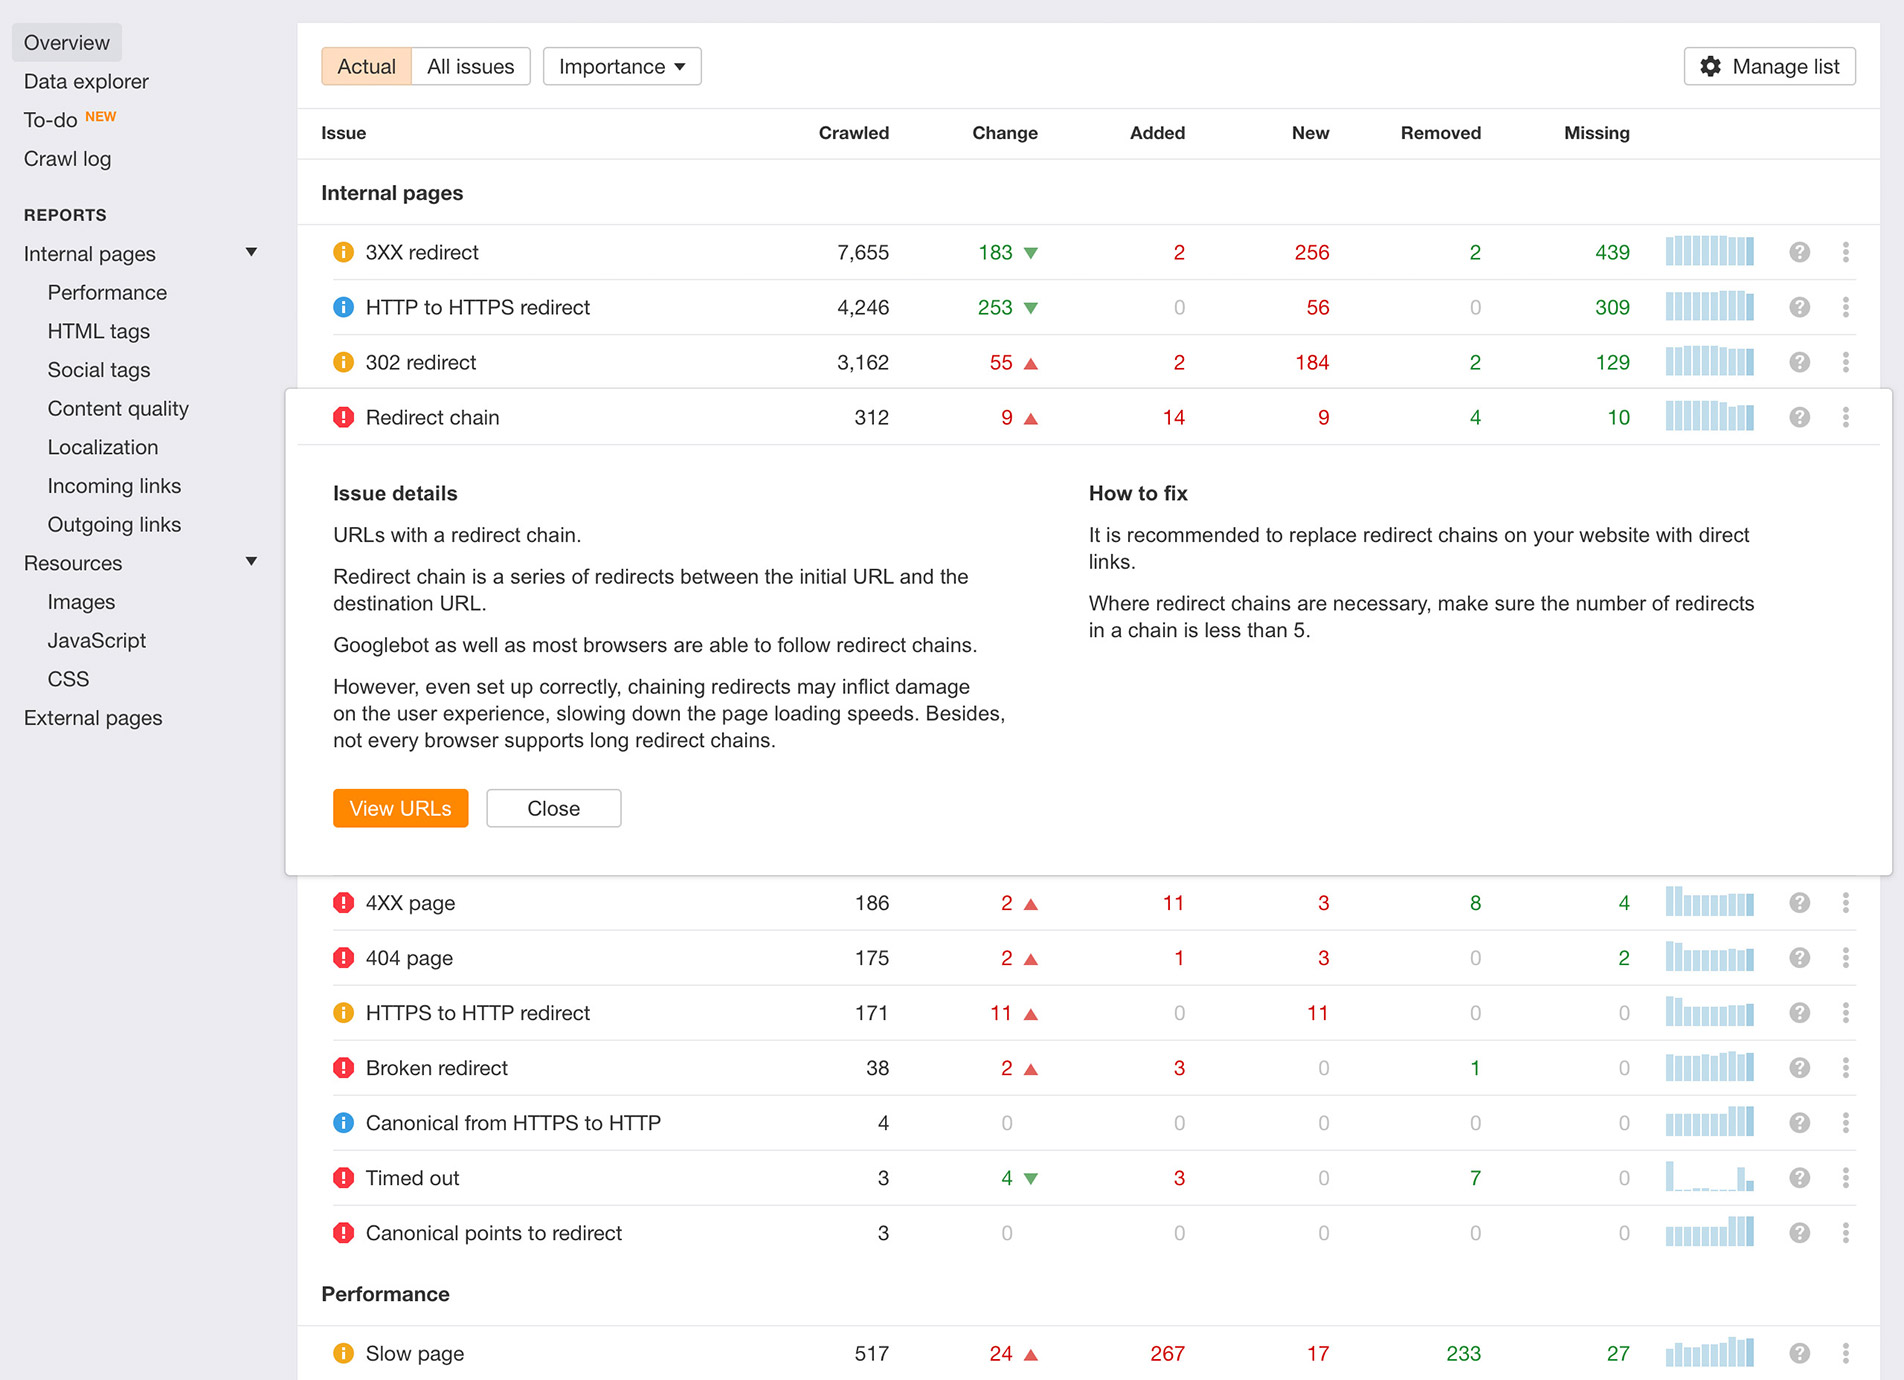 Overview
Data explorer
To-do NEW
Crawl log
REPORTS
Internal pages
Performance
HTML tags
Social tags
Content quality
Localization
Incoming links
Outgoing links
Resources
Images
JavaScript
CSS
External pages
Actual All issues Importance Manage list
Issue Crawled Change Added New Removed Missing
Internal pages
3XX redirect 7,655 183 2 256 2 439
HTTP to HTTPS redirect 4,246 253 0 56 0 309
302 redirect 3,162 55 2 184 2 129
Redirect chain 312 9 14 9 4 10
Issue details
URLs with a redirect chain.
Redirect chain is a series of redirects between the initial URL and the
destination URL.
Googlebot as well as most browsers are able to follow redirect chains.
However, even set up correctly, chaining redirects may inflict damage
on the user experience, slowing down the page loading speeds. Besides,
not every browser supports long redirect chains.
View URLs Close
How to fix
It is recommended to replace redirect chains on your website with direct
links.
Where redirect chains are necessary, make sure the number of redirects
in a chain is less than 5.
4XX page 186 2 11 3 8 4
404 page 175 2 1 3 0 2
HTTPS to HTTP redirect 171 11 0 11 0 0
Broken redirect 38 2 3 0 1 0
Canonical from HTTPS to HTTP 4 0 0 0 0 0
Timed out 3 4 3 0 7 0
Canonical points to redirect 3 0 0 0 0 0
Performance
Slow page 517 24 267 17 233 27